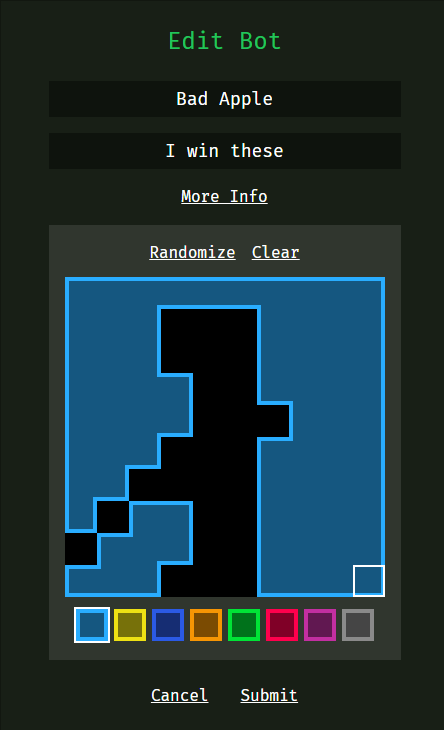 Edit Bot
Bad Apple
I win these
More Info
Randomize Clear
Cancel Submit